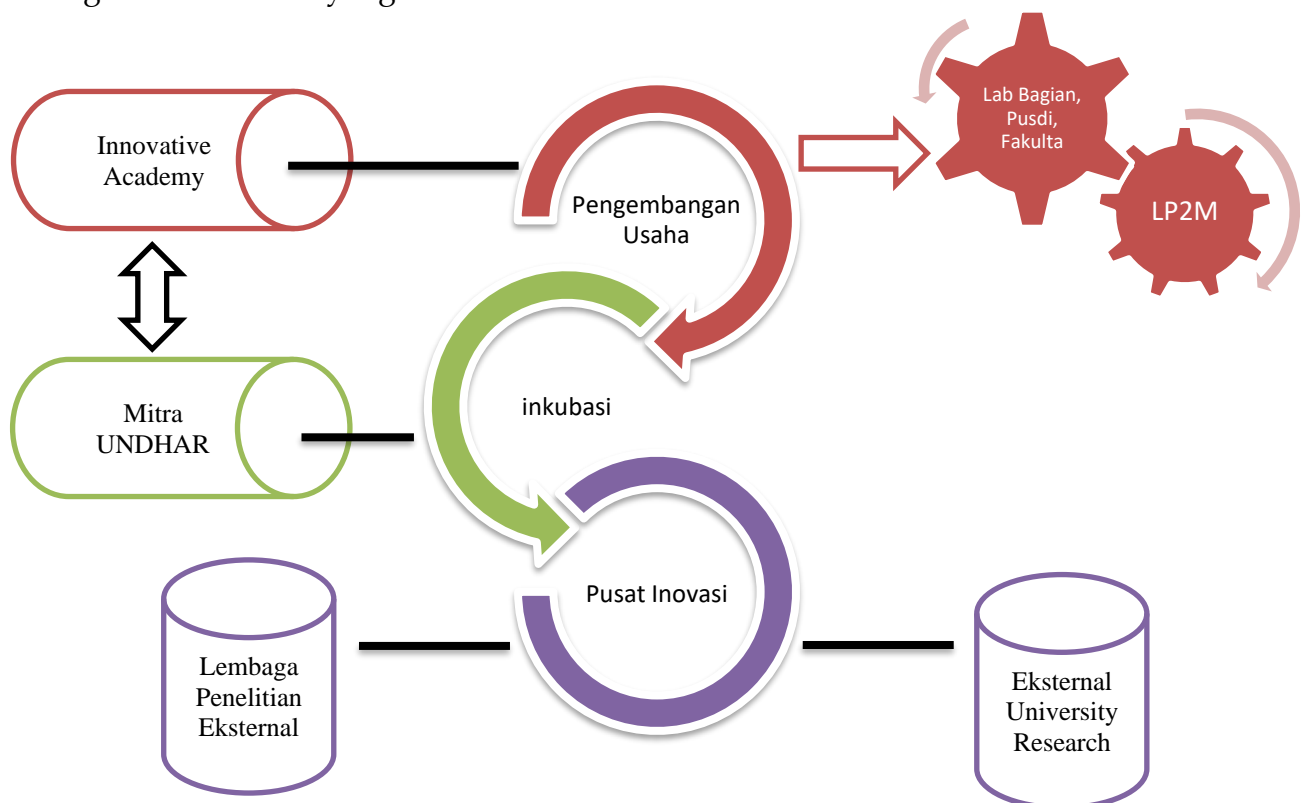 Innovative
Academy
Pengembangan
Usaha
Lab Bagian,
Pusdi,
Fakulta
LP2M
Mitra
UNDHAR
inkubasi
Pusat Inovasi
Lembaga
Penelitian
Eksternal
Eksternal
University
Research